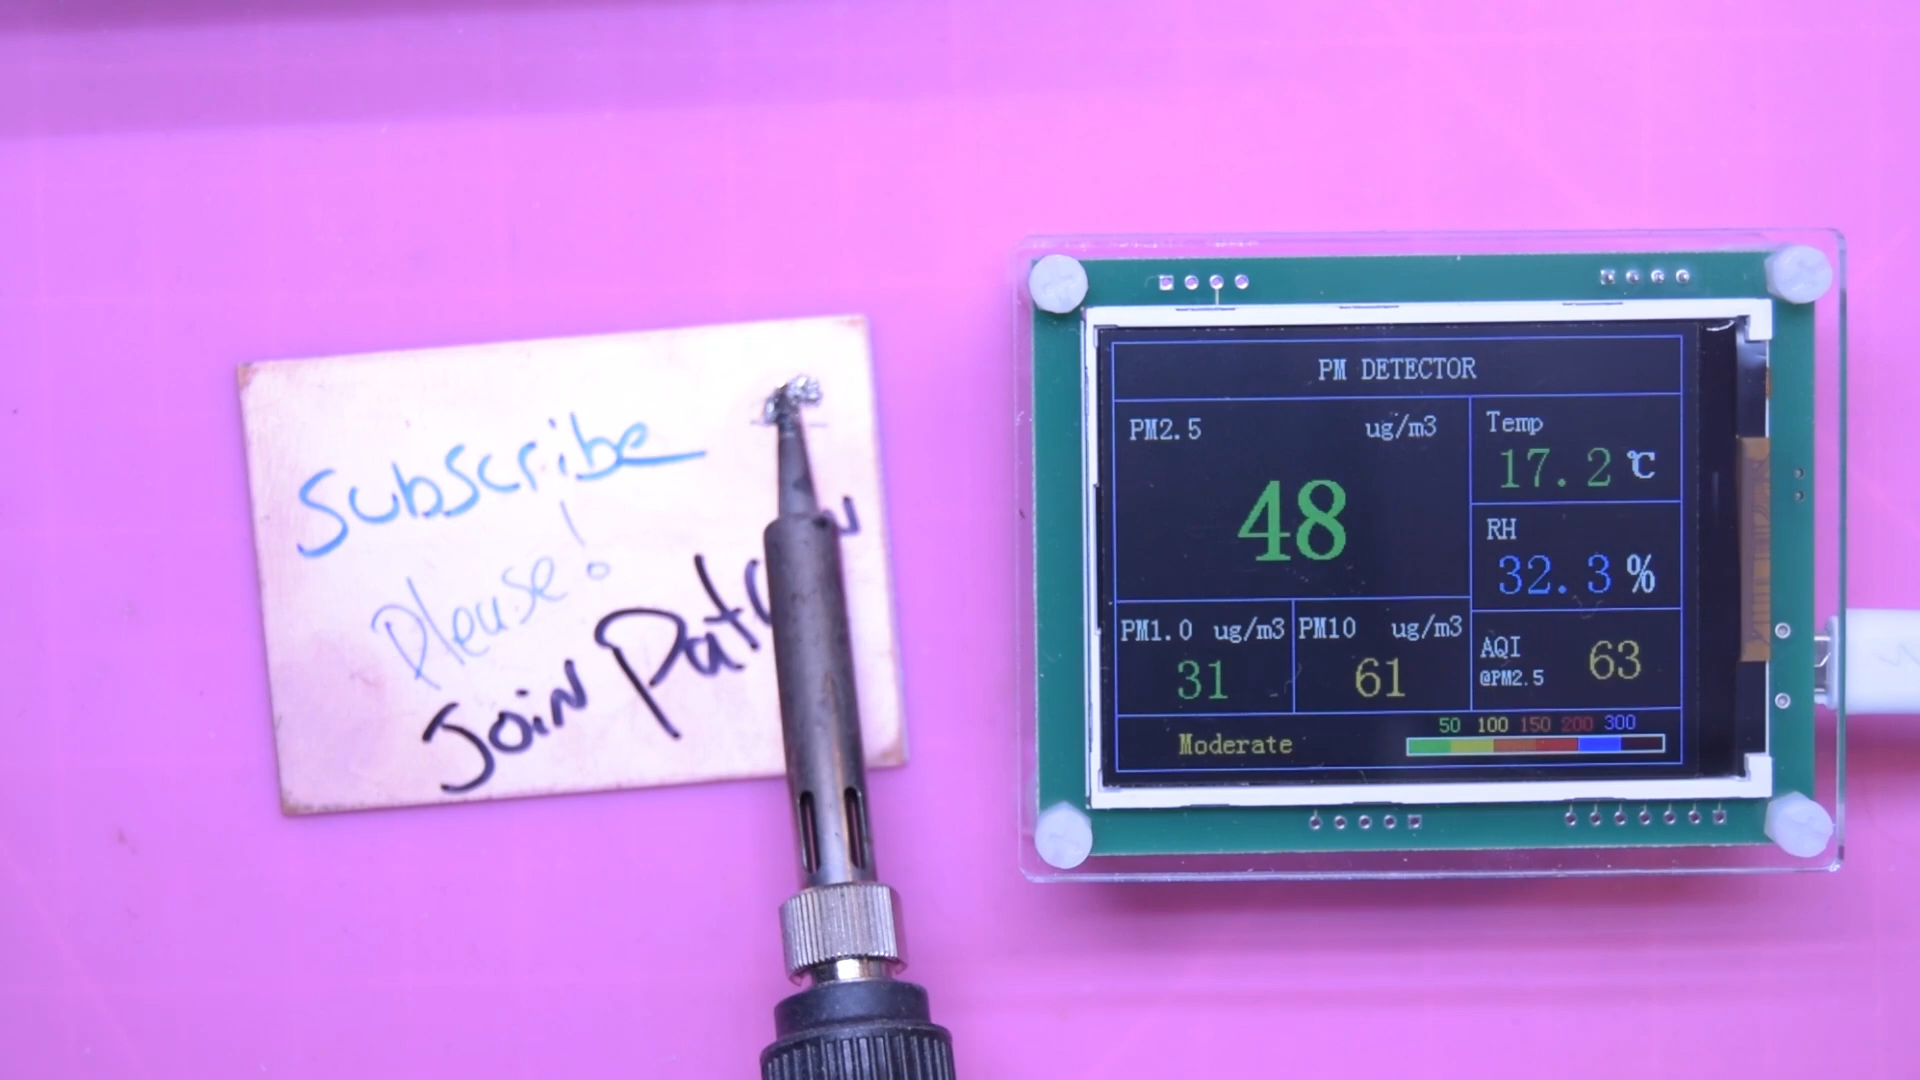 Subscribe
please!
Join
PM DETECTOR
PM2.5 ug/m3
48
Temp
17.2 ℃
RH
32.3 %
PM1.0 ug/m3
31
PM10 ug/m3
61
AQI
@PM2.5
63
Moderate
50 100 150 200 300